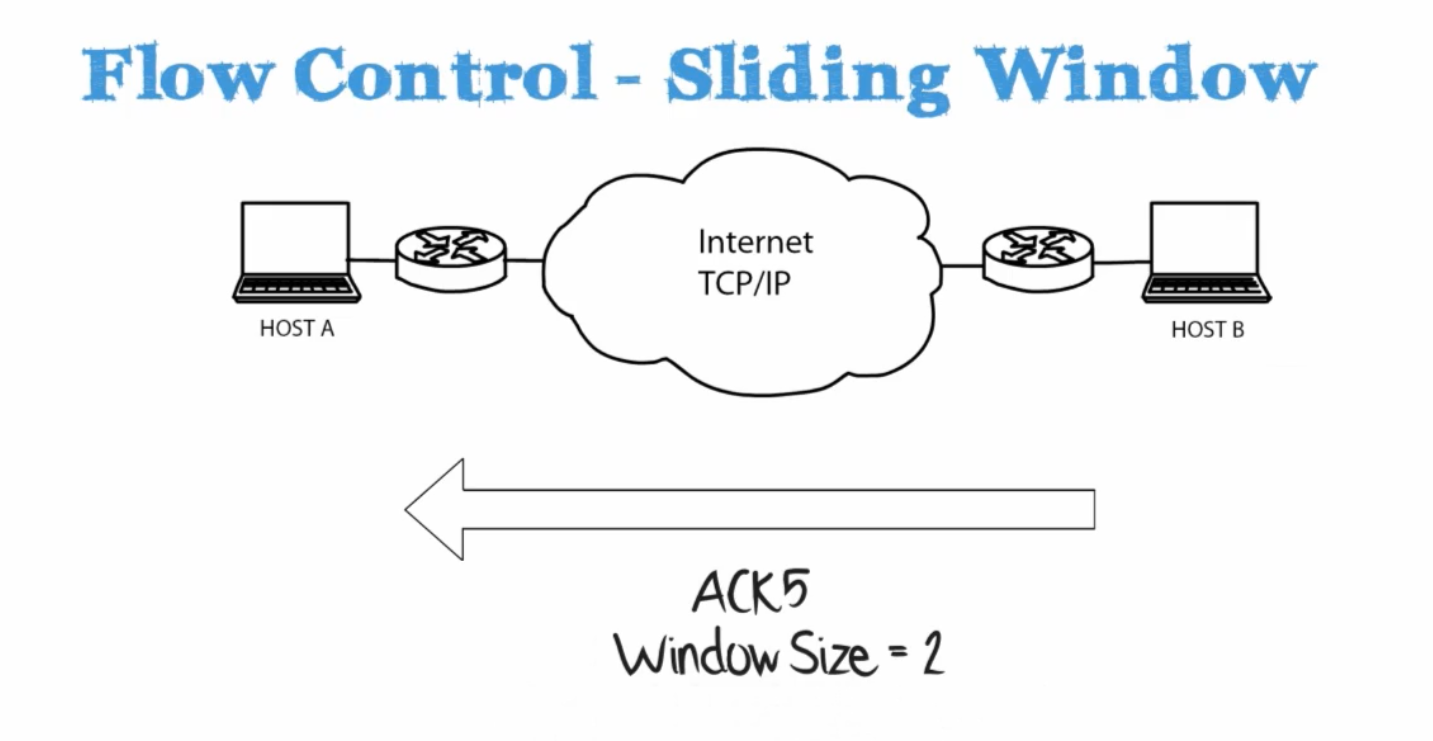 Flow Control - Sliding Window
Internet
TCP/IP
HOST A
HOST B
ACK5
Window Size = 2